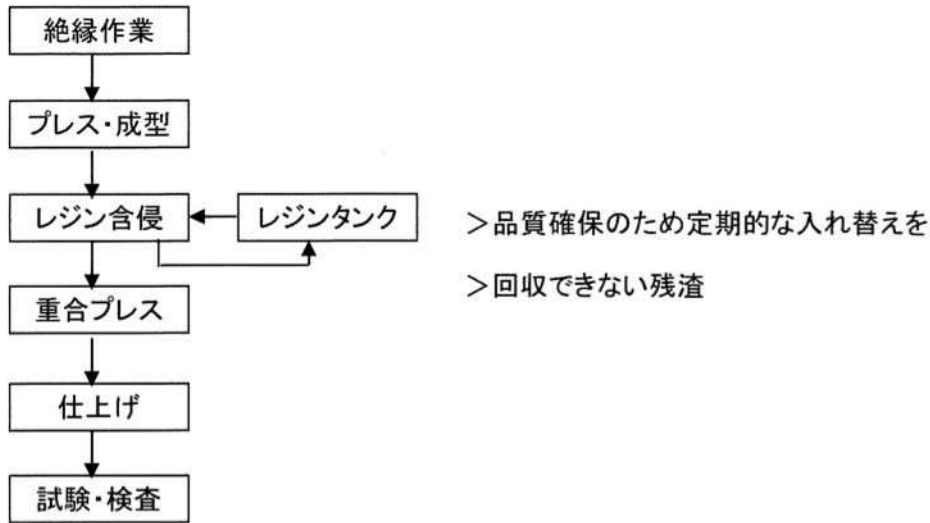 絶縁作業
プレス・成型
レジン含侵
レジンタンク
＞品質確保のため定期的な入れ替えを
＞回収できない残渣
重合プレス
仕上げ
試験・検査